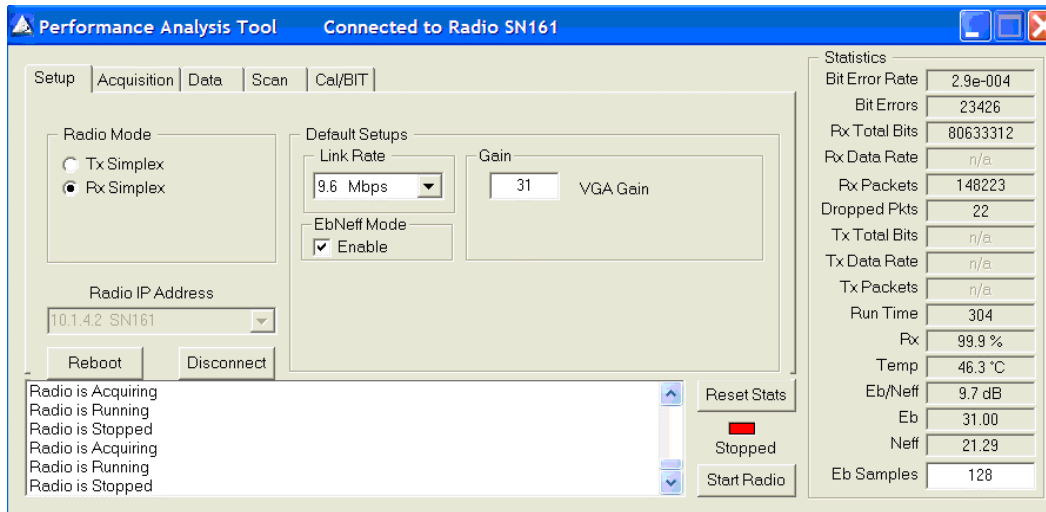 Performance Analysis Tool Connected to Radio SN161
Setup Acquisition Data Scan Cal/BIT
Radio Mode
Tx Simplex
Rx Simplex
Default Setups
Link Rate
9.6 Mbps
EbNeff Mode
Enable
Gain
31 VGA Gain
Radio IP Address
10.1.4.2 SN161
Reboot Disconnect
Radio is Acquiring
Radio is Running
Radio is Stopped
Radio is Acquiring
Radio is Running
Radio is Stopped
Reset Stats
Stopped
Start Radio
Statistics
Bit Error Rate 2.9e-004
Bit Errors 23426
Rx Total Bits 80633312
Rx Data Rate n/a
Rx Packets 148223
Dropped Pkts 22
Tx Total Bits n/a
Tx Data Rate n/a
Tx Packets n/a
Run Time 304
Rx 99.9 %
Temp 46.3 °C
Eb/Neff 9.7 dB
Eb 31.00
Neff 21.29
Eb Samples 128